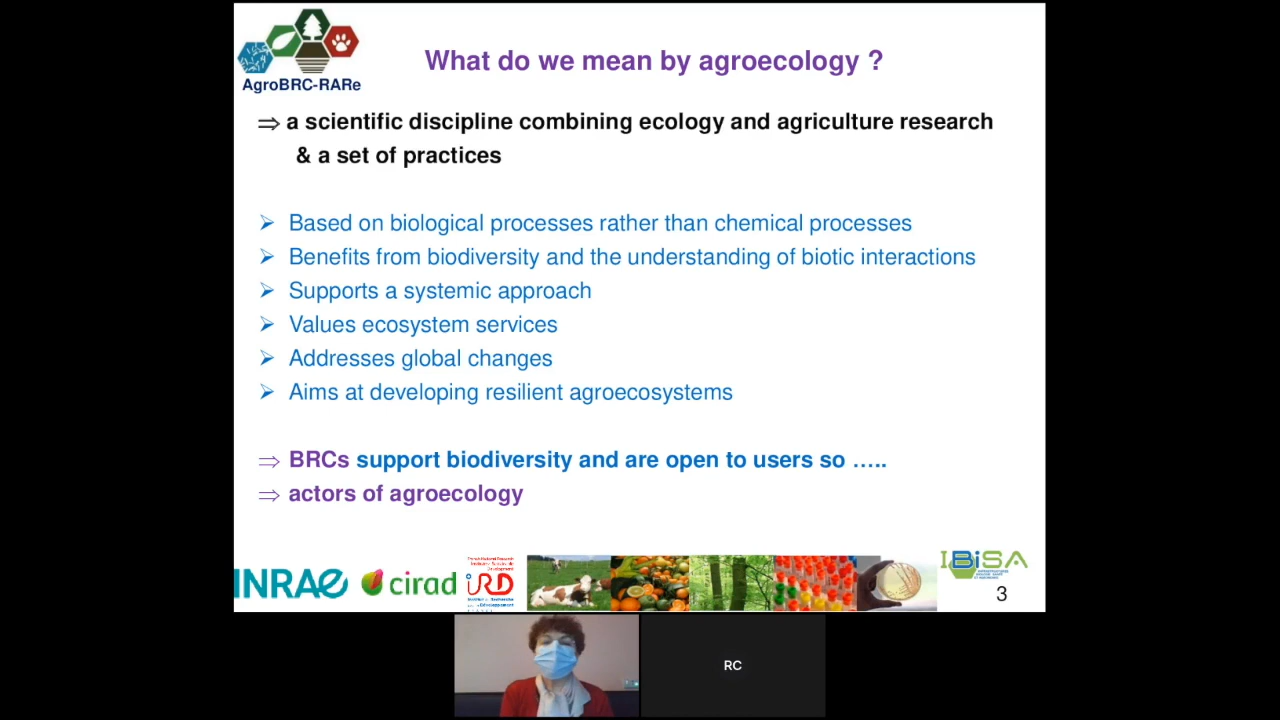 What do we mean by agroecology ?
AgroBRC-RARe
⇒ a scientific discipline combining ecology and agriculture research
& a set of practices
➢ Based on biological processes rather than chemical processes
➢ Benefits from biodiversity and the understanding of biotic interactions
➢ Supports a systemic approach
➢ Values ecosystem services
➢ Addresses global changes
➢ Aims at developing resilient agroecosystems
⇒ BRCs support biodiversity and are open to users so …..
⇒ actors of agroecology
INRAE
cirad
IRD
IBiSA
3
RC